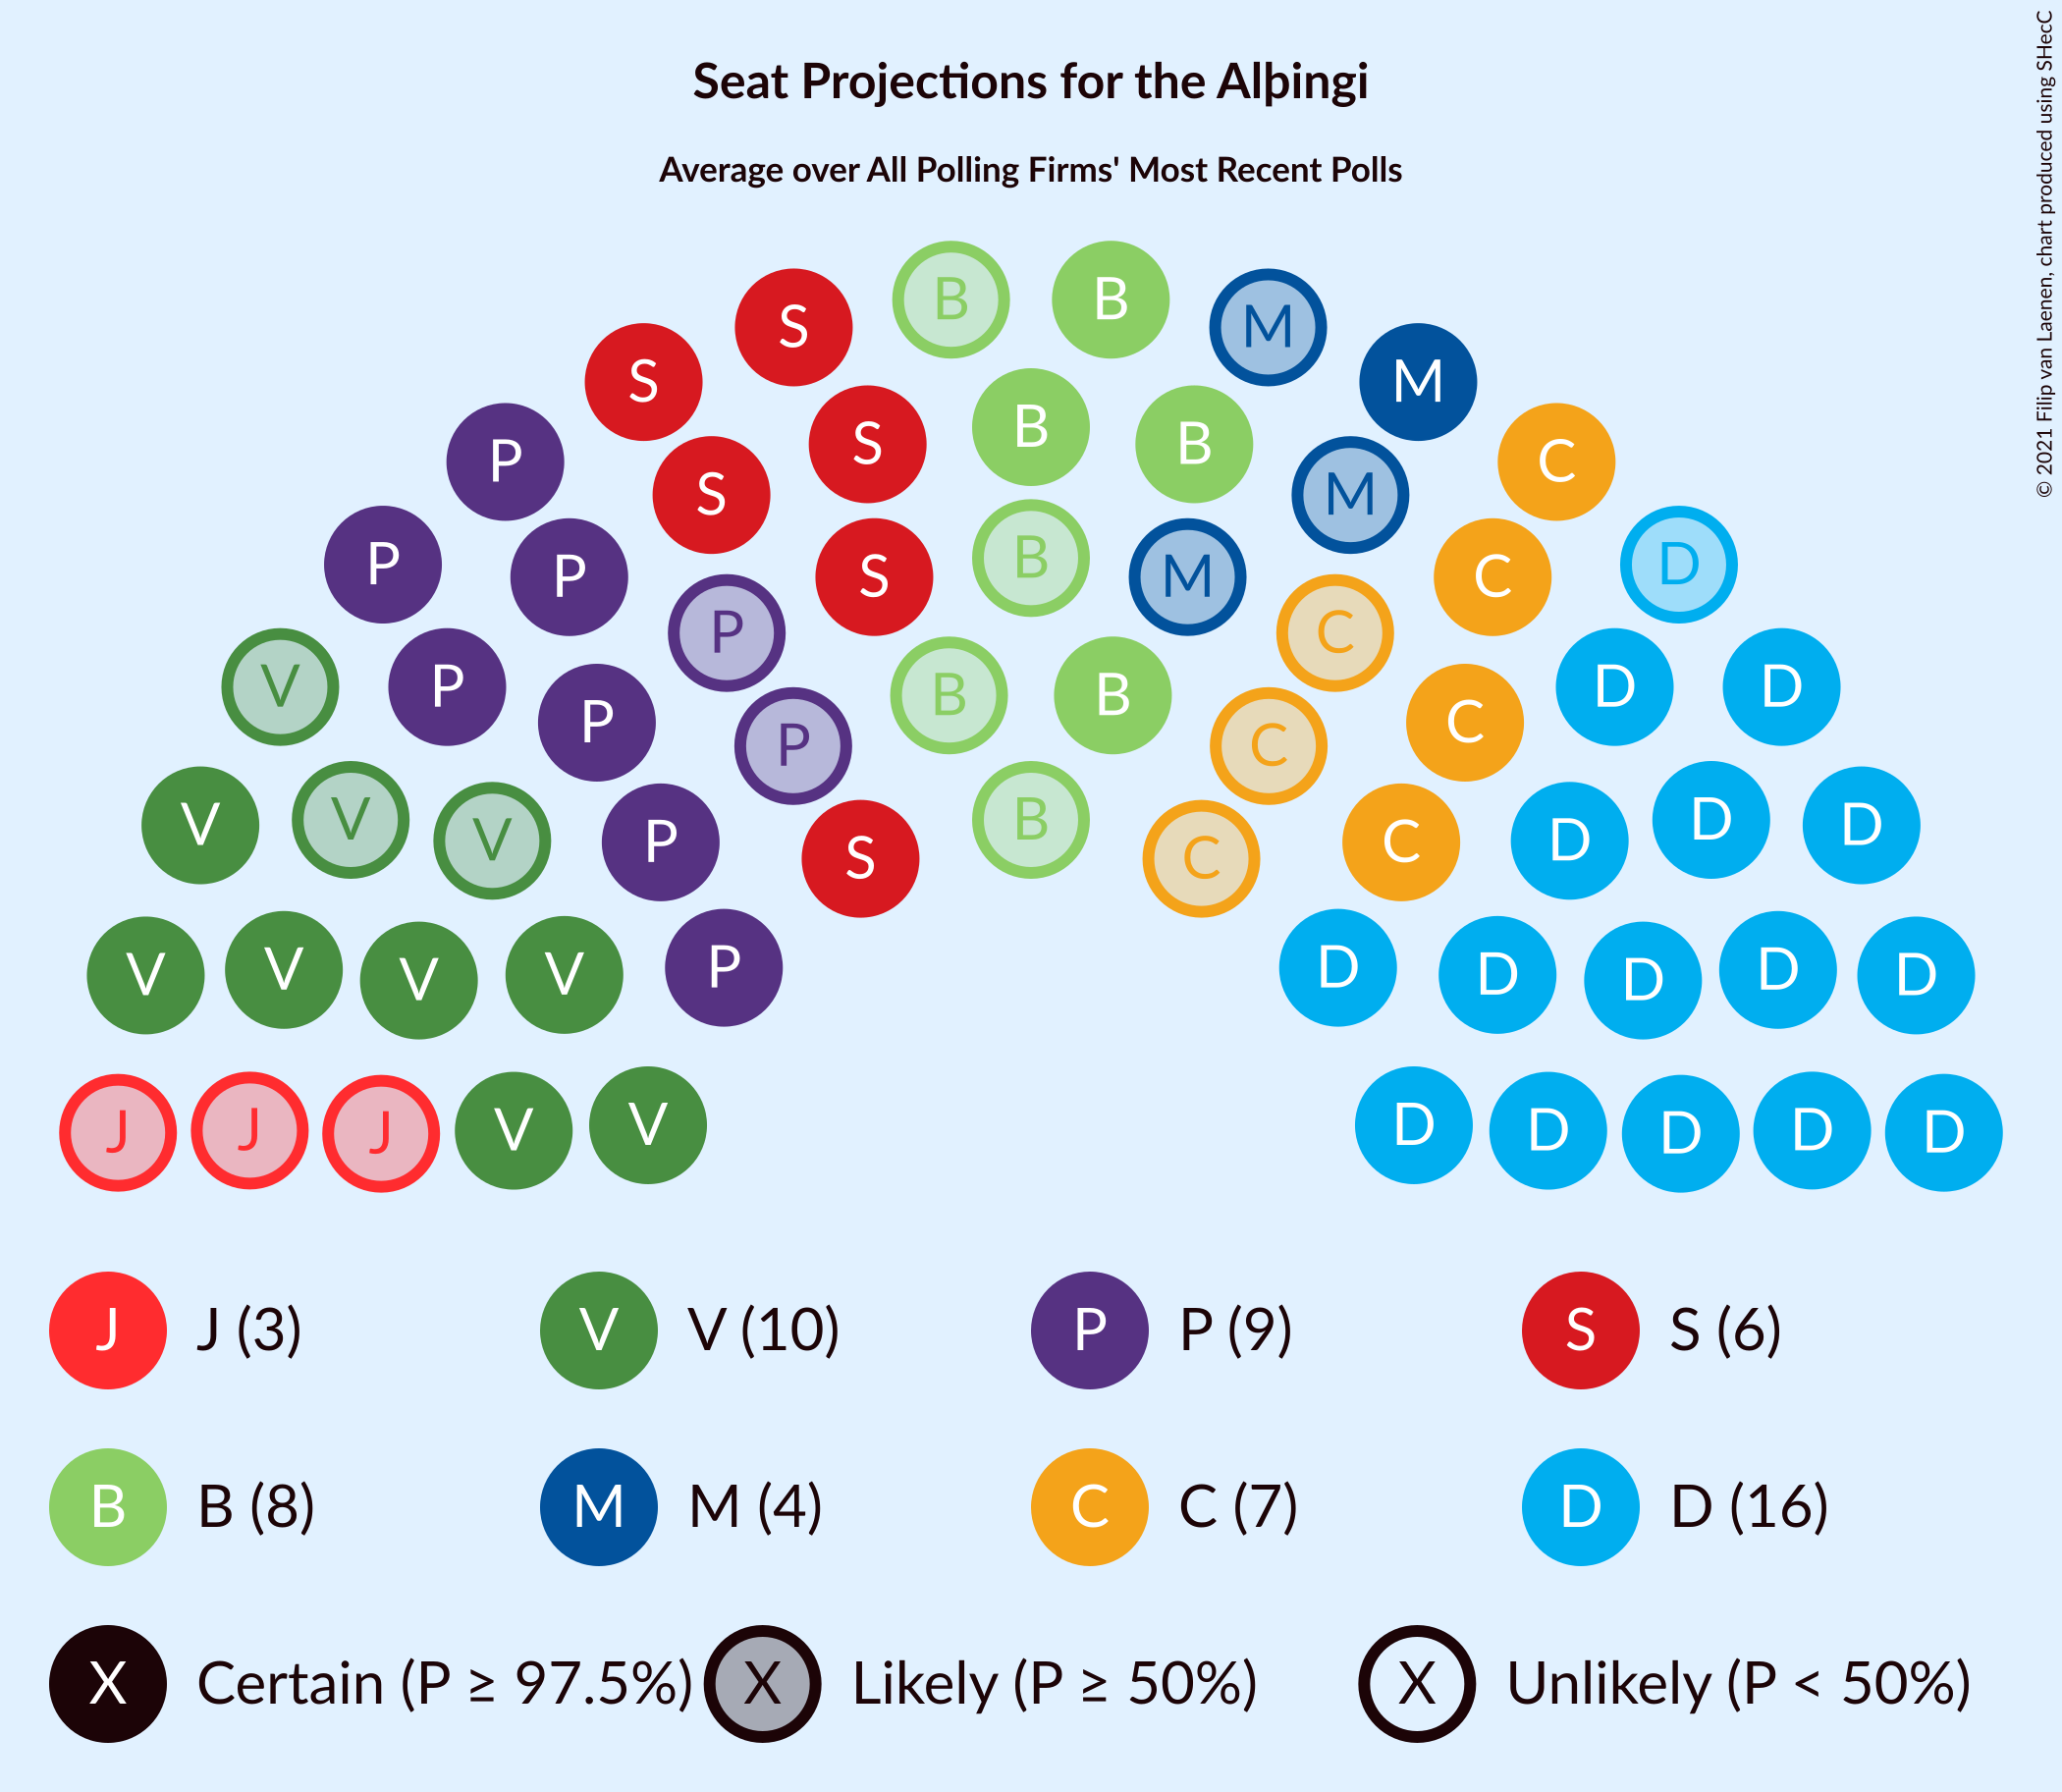 Seat Projections for the Alþingi
Average over All Polling Firms' Most Recent Polls
© 2021 Filip van Laenen, chart produced using SHecC
B B
S M
S M
S B B
P C
S M
B
P P S M C D
P C
V P B B D D
P C
P C
V V B D D
V P C D
S C
V V V V P D D D D D
J J J V V D D D D D
J J (3) V V (10) P P (9) S S (6)
B B (8) M M (4) C C (7) D D (16)
X Certain (P ≥ 97.5%) X Likely (P ≥ 50%) X Unlikely (P < 50%)